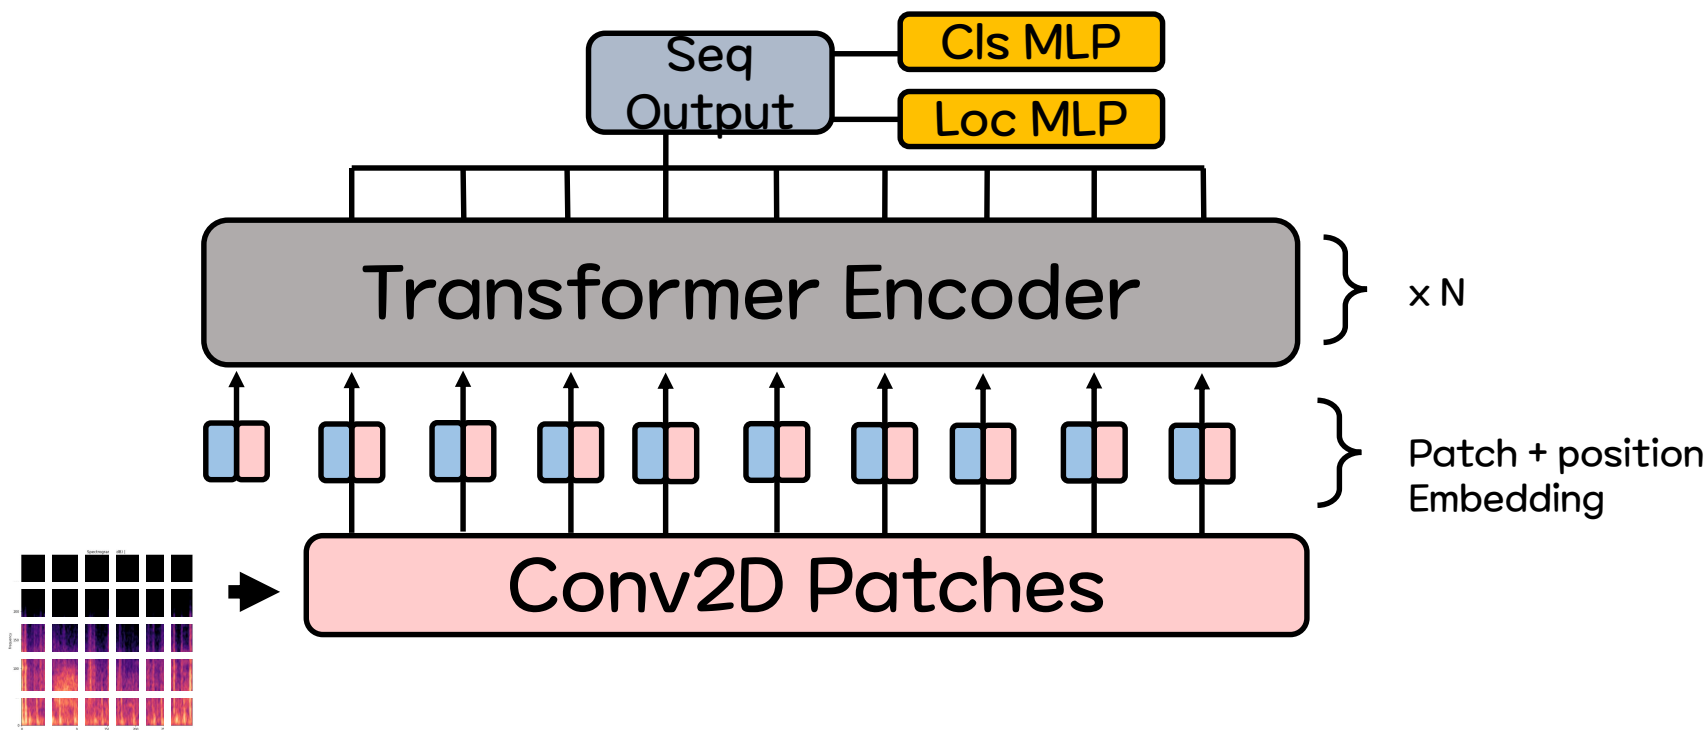 Seq
Output
Cls MLP
Loc MLP
Transformer Encoder
x N
Patch + position
Embedding
Conv2D Patches